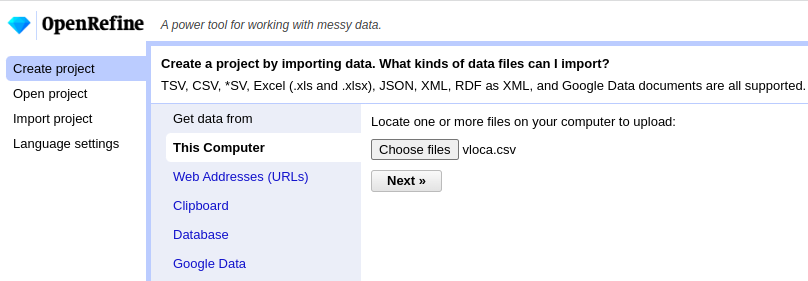 OpenRefine A power tool for working with messy data.
Create project
Open project
Import project
Language settings
Create a project by importing data. What kinds of data files can I import?
TSV, CSV, *SV, Excel (.xls and .xlsx), JSON, XML, RDF as XML, and Google Data documents are all supported.
Get data from
This Computer
Web Addresses (URLs)
Clipboard
Database
Google Data
Locate one or more files on your computer to upload:
Choose files vloca.csv
Next »